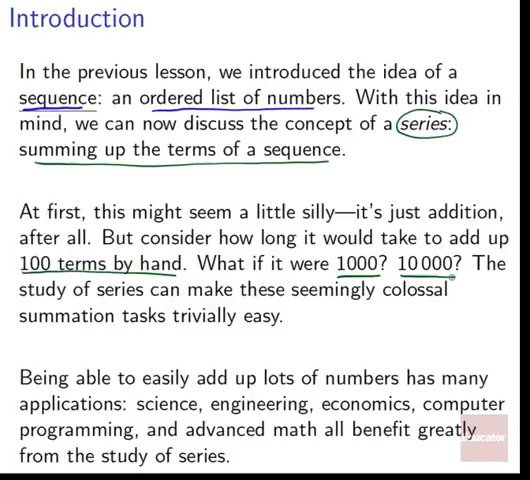 Introduction
In the previous lesson, we introduced the idea of a
sequence: an ordered list of numbers. With this idea in
mind, we can now discuss the concept of a series:
summing up the terms of a sequence.
At first, this might seem a little silly—it's just addition,
after all. But consider how long it would take to add up
100 terms by hand. What if it were 1000? 10 000? The
study of series can make these seemingly colossal
summation tasks trivially easy.
Being able to easily add up lots of numbers has many
applications: science, engineering, economics, computer
programming, and advanced math all benefit greatly
educator
from the study of series.